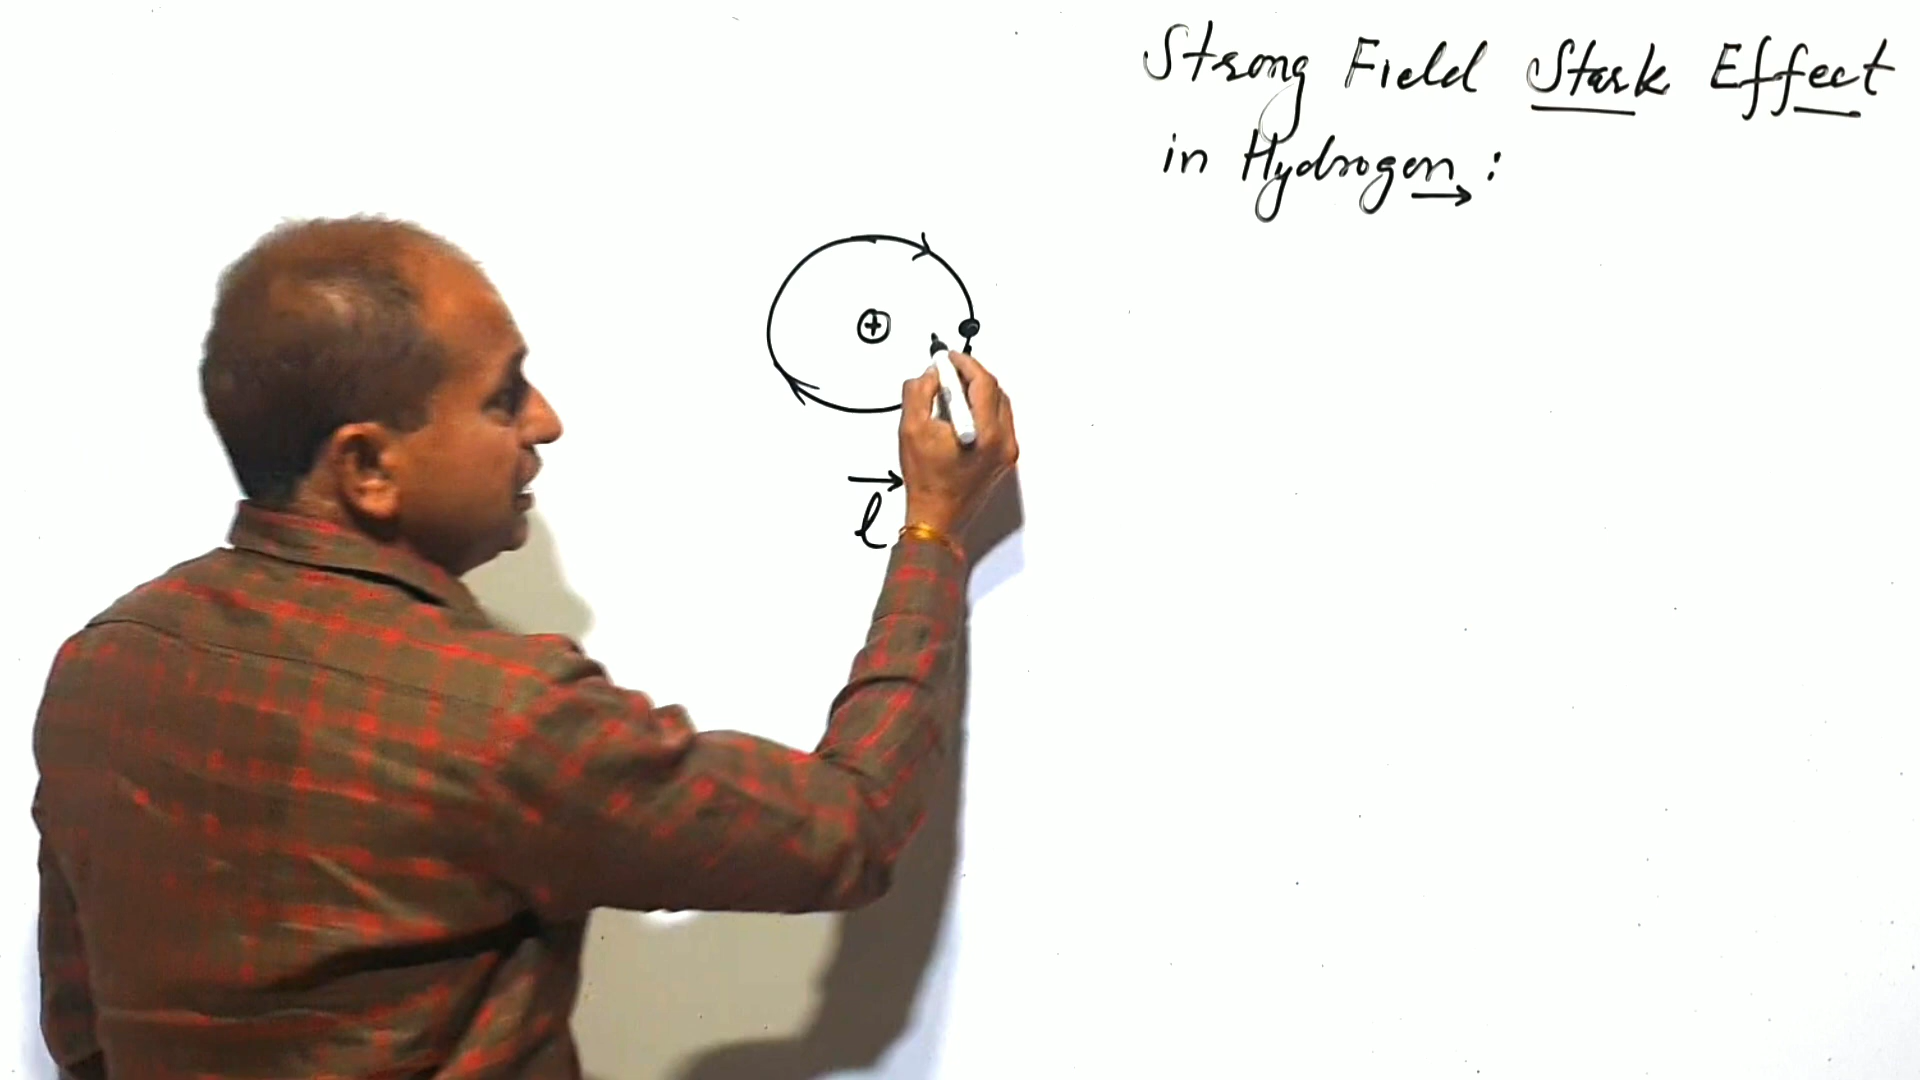 Strong Field Stark Effect
in Hydrogen :
+
l